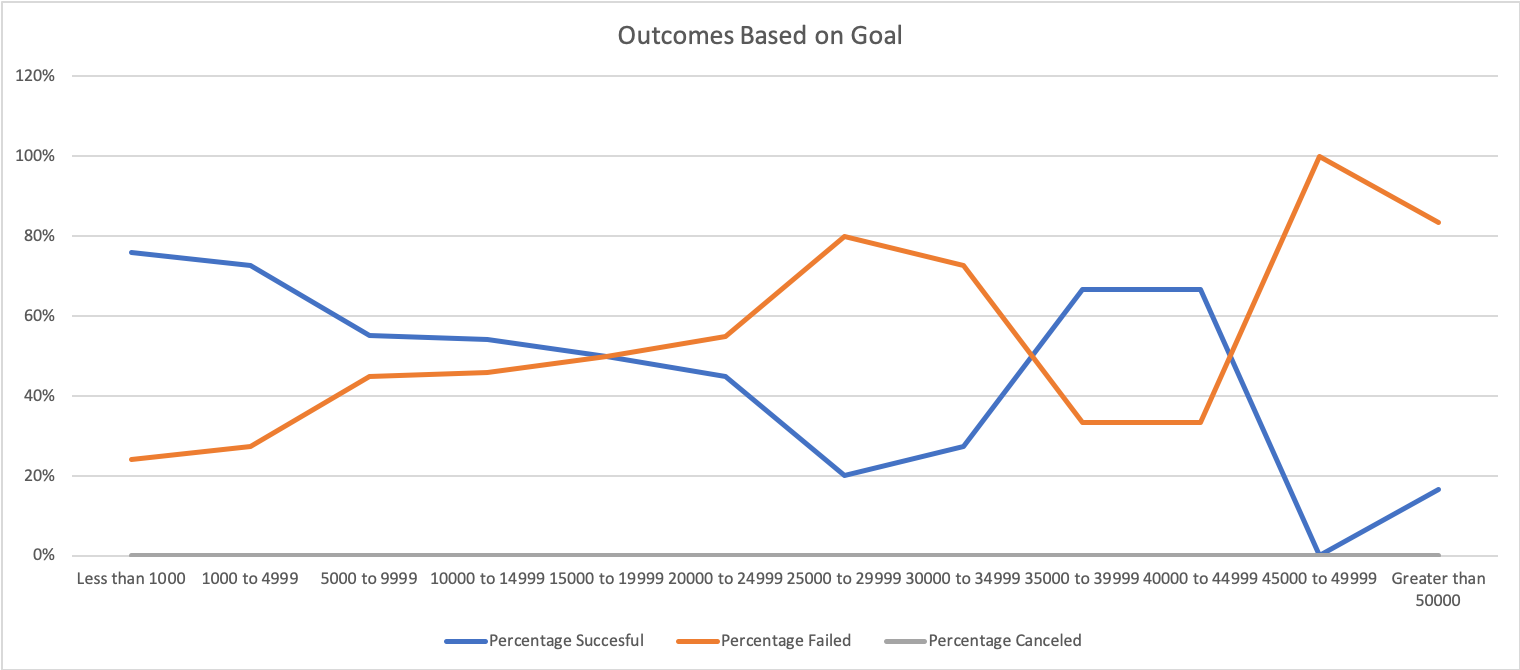 Outcomes Based on Goal
120%
100%
80%
60%
40%
20%
0%
Less than 1000 1000 to 4999 5000 to 9999 10000 to 14999 15000 to 19999 20000 to 24999 25000 to 29999 30000 to 34999 35000 to 39999 40000 to 44999 45000 to 49999 Greater than
50000
Percentage Succesful Percentage Failed Percentage Canceled